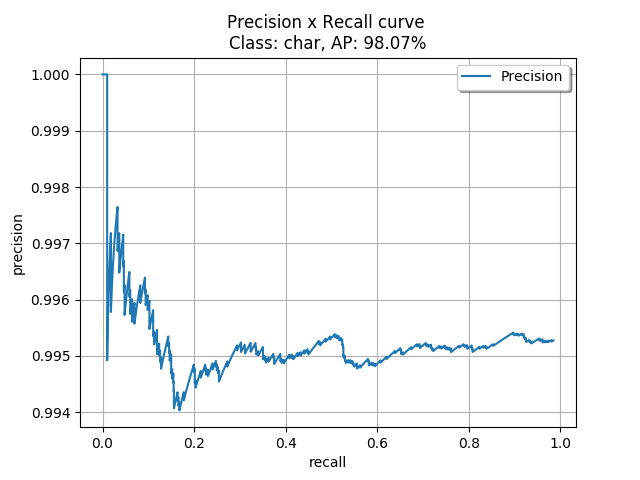 Precision x Recall curve
Class: char, AP: 98.07%
Precision
1.000
0.999
0.998
0.997
0.996
0.995
0.994
precision
0.0 0.2 0.4 0.6 0.8 1.0
recall